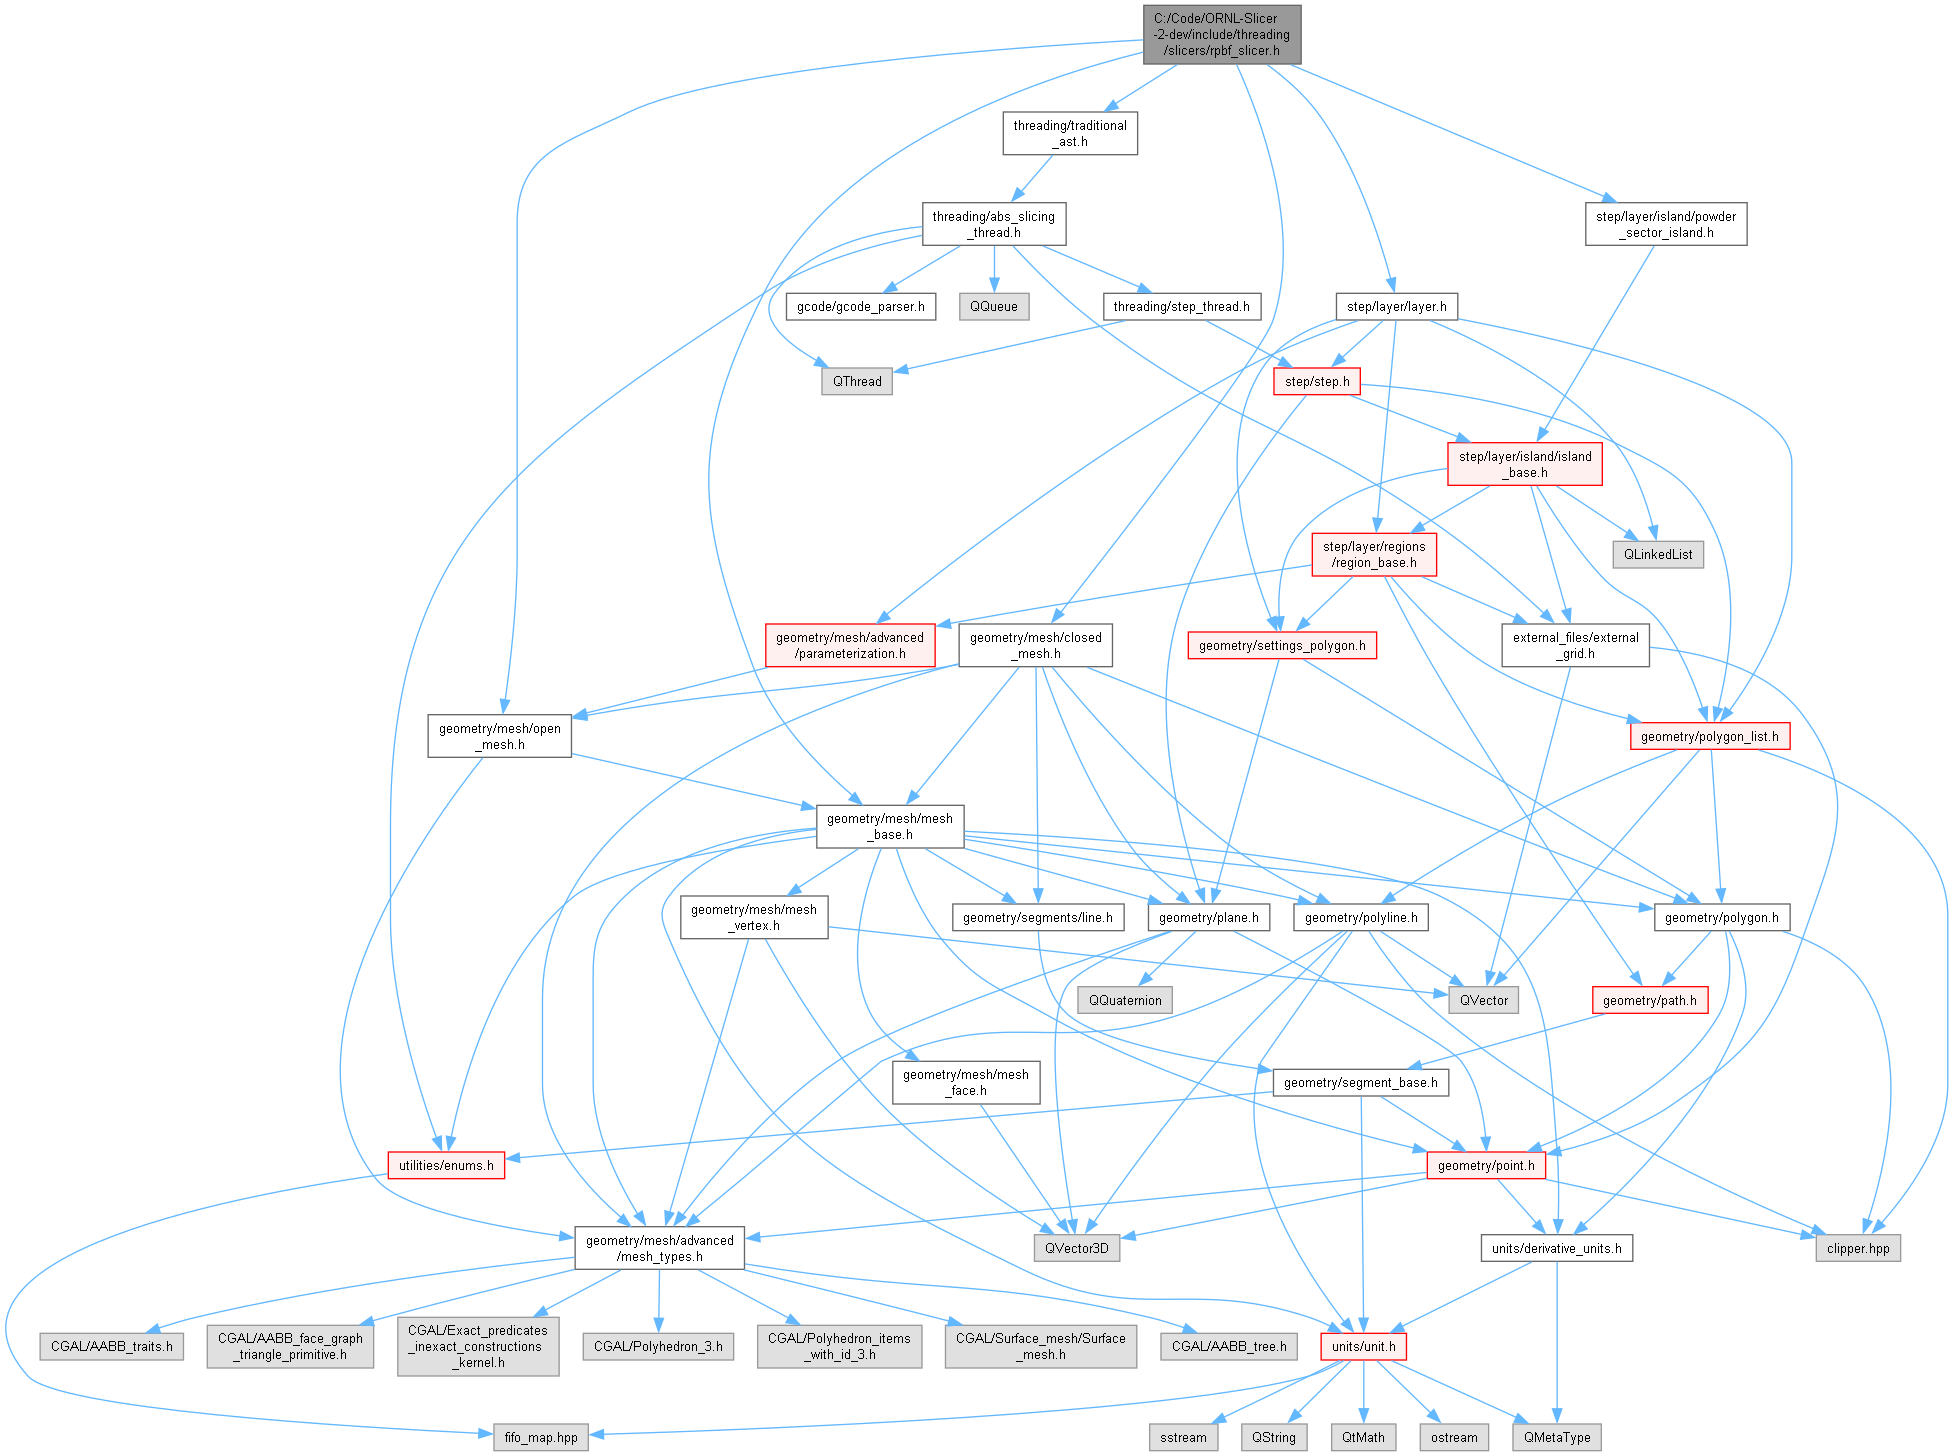 C:/Code/ORNL-Slicer
-2-dev/include/threading
/slicers/rpbf_slicer.h
threading/traditional
_ast.h
threading/abs_slicing
_thread.h
step/layer/island/powder
_sector_island.h
gcode/gcode_parser.h
QQueue
threading/step_thread.h
step/layer/layer.h
QThread
step/step.h
step/layer/island/island
_base.h
step/layer/regions
/region_base.h
QLinkedList
geometry/mesh/advanced
/parameterization.h
geometry/mesh/closed
_mesh.h
geometry/settings_polygon.h
external_files/external
_grid.h
geometry/mesh/open
_mesh.h
geometry/polygon_list.h
geometry/mesh/mesh
_base.h
geometry/mesh/mesh
_vertex.h
geometry/segments/line.h
geometry/plane.h
geometry/polyline.h
geometry/polygon.h
QQuaternion
QVector
geometry/path.h
geometry/mesh/mesh
_face.h
geometry/segment_base.h
utilities/enums.h
geometry/point.h
geometry/mesh/advanced
/mesh_types.h
QVector3D
units/derivative_units.h
clipper.hpp
CGAL/AABB_traits.h
CGAL/AABB_face_graph
_triangle_primitive.h
CGAL/Exact_predicates
_inexact_constructions
_kernel.h
CGAL/Polyhedron_3.h
CGAL/Polyhedron_items
_with_id_3.h
CGAL/Surface_mesh/Surface
_mesh.h
CGAL/AABB_tree.h
units/unit.h
fifo_map.hpp
sstream
QString
QtMath
ostream
QMetaType